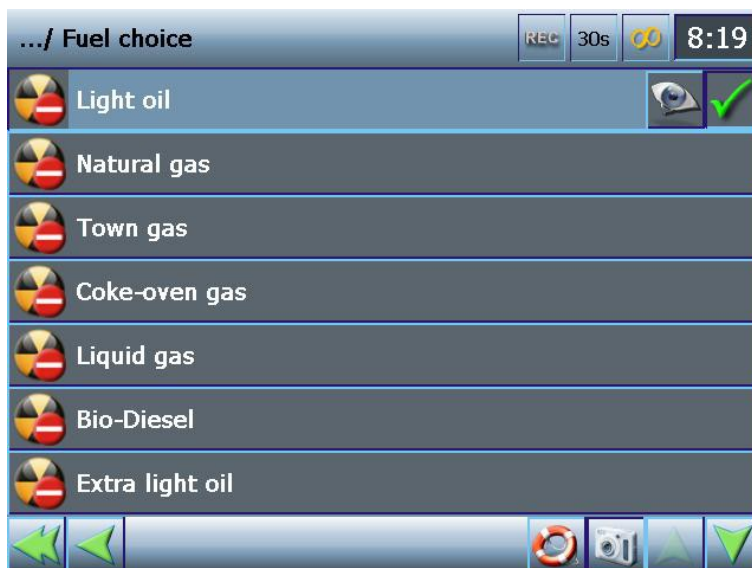 .../ Fuel choice
REC
30s
8:19
Light oil
Natural gas
Town gas
Coke-oven gas
Liquid gas
Bio-Diesel
Extra light oil